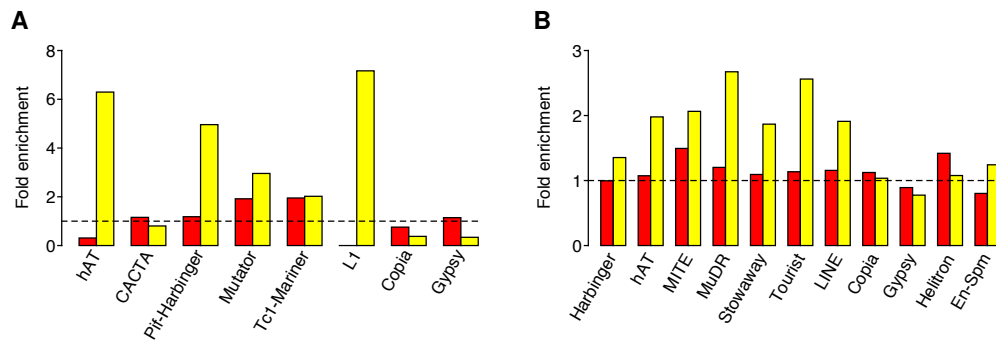 A
Fold enrichment
8
6
4
2
0
hAT
CACTA
Pif-Harbinger
Mutator
Tc1-Mariner
L1
Copia
Gypsy
B
Fold enrichment
3
2
1
0
Harbinger
hAT
MITE
MuDR
Stowaway
Tourist
LINE
Copia
Gypsy
Helitron
En-Spm